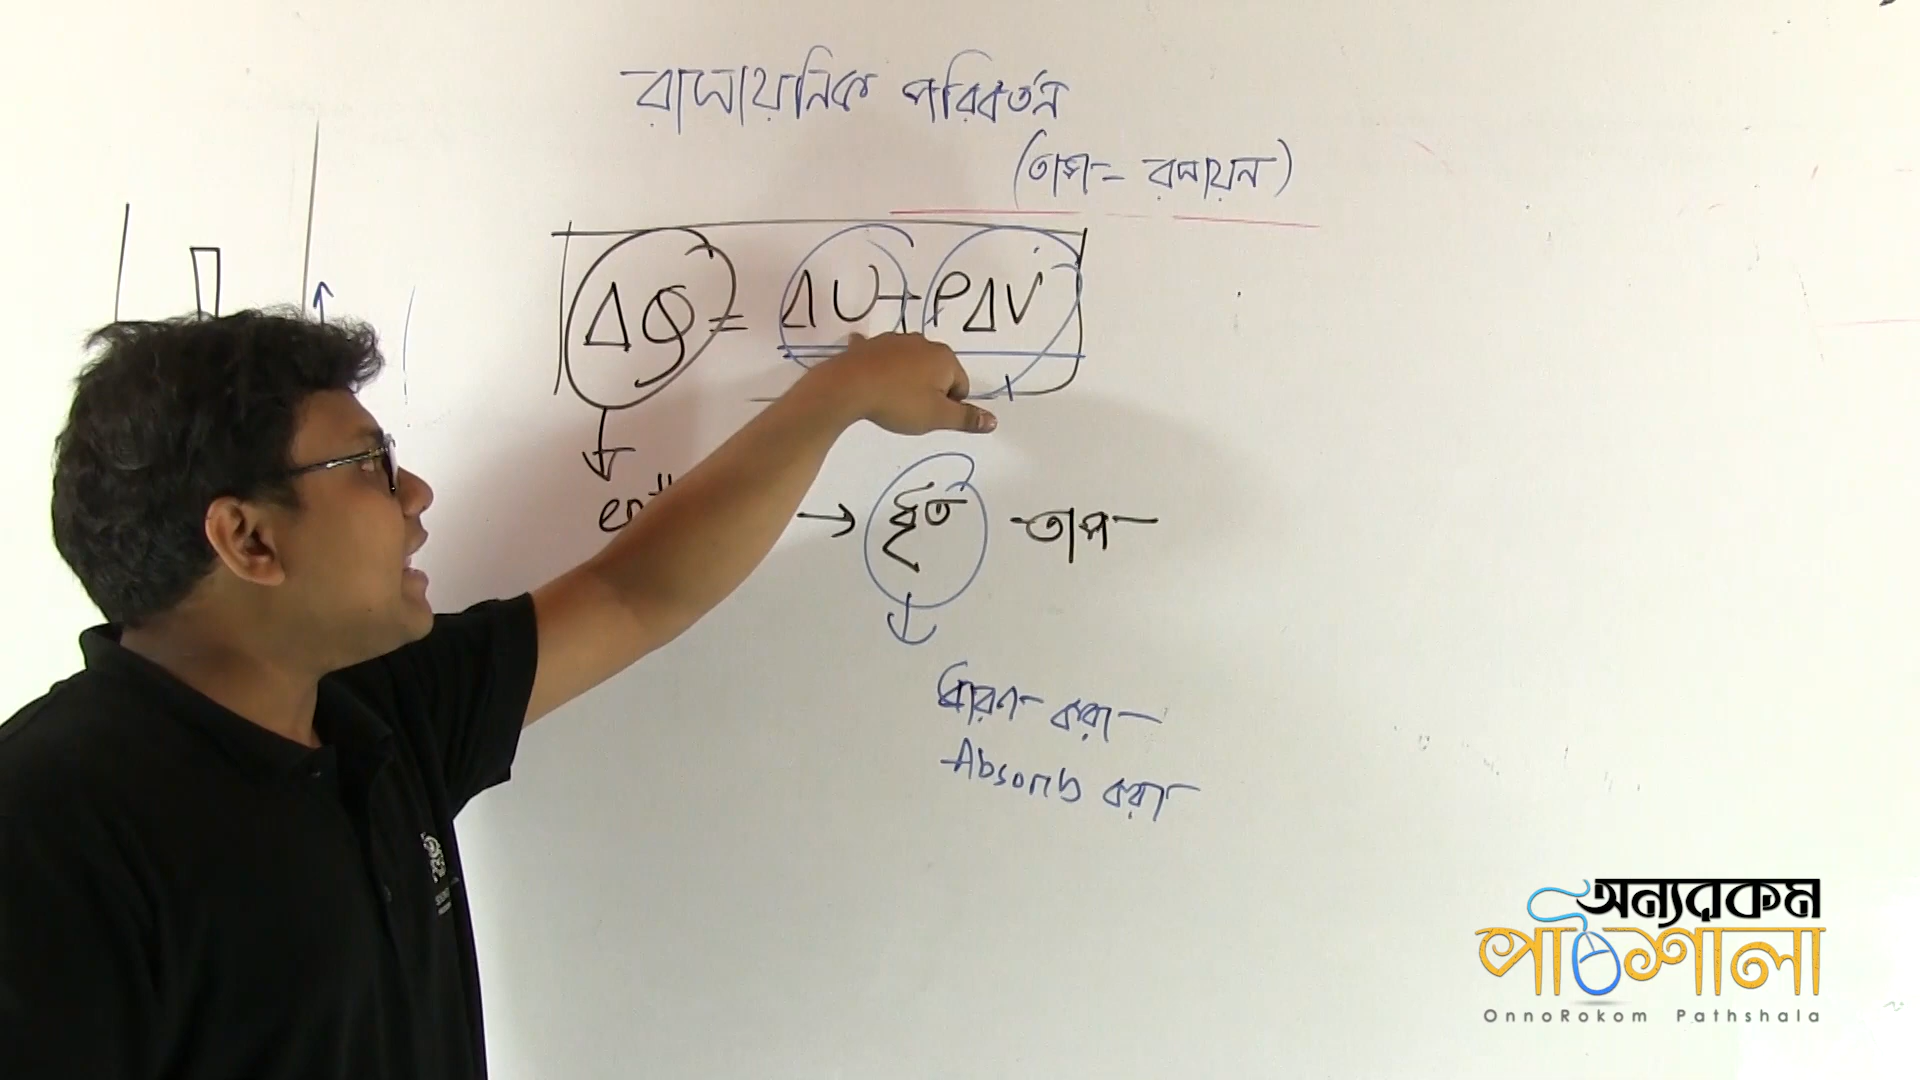 রাসায়নিক পরিবর্তন
(তাপ- রসায়ন)
ΔQ = ΔU + PΔV
→ ধৃত তাপ
ধারণ করা
Absorb করা
অন্যরকম
পাঠশালা
OnnoRokom Pathshala